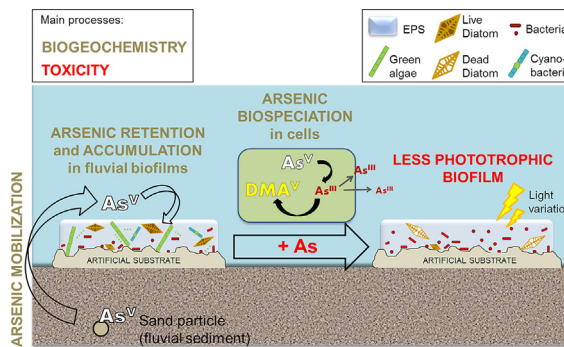 Main processes:
BIOGEOCHEMISTRY
TOXICITY
EPS
Live
Diatom
Bacteria
Green
algae
Dead
Diatom
Cyano-
bacteri
ARSENIC MOBILIZATION
ARSENIC RETENTION
and ACCUMULATION
in fluvial biofilms
AsV
ARSENIC
BIOSPECIATION
in cells
AsV
DMAV
AsIII
AsIII
AsIII
LESS PHOTOTROPHIC
BIOFILM
Light
variation
ARTIFICIAL SUBSTRATE
+ As
ARTIFICIAL SUBSTRATE
AsV
Sand particle
(fluvial sediment)